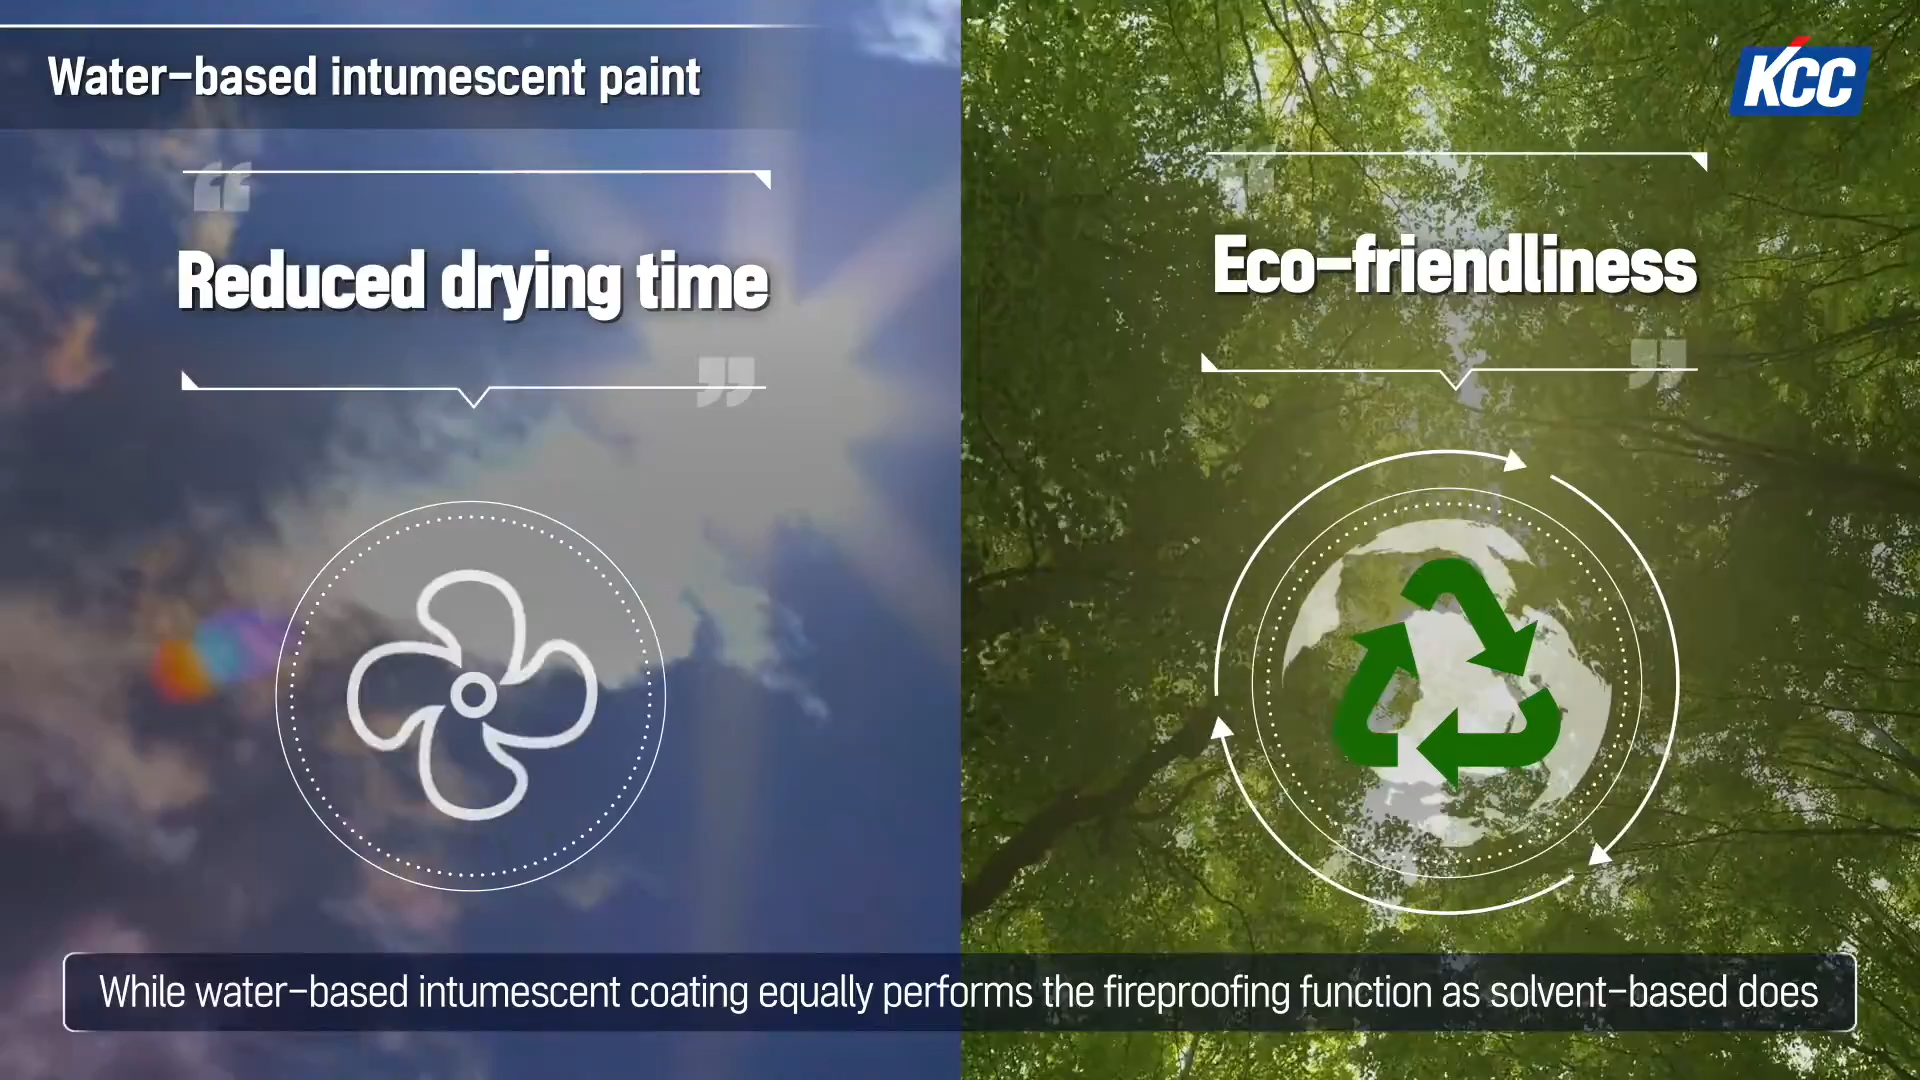 Water-based intumescent paint
KCC
“
Reduced drying time
”
“
Eco-friendliness
”
While water-based intumescent coating equally performs the fireproofing function as solvent-based does